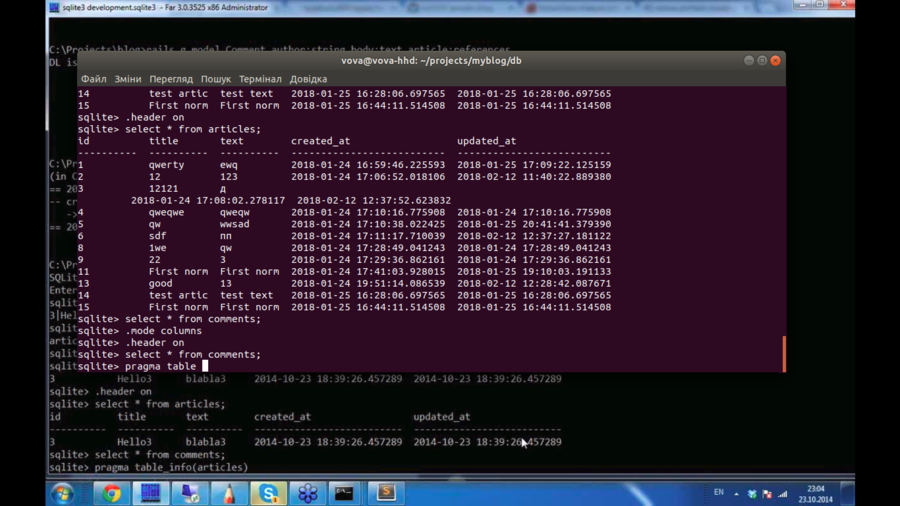 sqlite3 development.sqlite3 - Far 3.0.3525 x86 Administrator
C:\Projects\blog>rails g model Comment author:string body:text article:references
DL is
vova@vova-hhd: ~/projects/myblog/db
Файл Зміни Перегляд Пошук Термінал Довідка
14 test artic test text 2018-01-25 16:28:06.697565 2018-01-25 16:28:06.697565
15 First norm First norm 2018-01-25 16:44:11.514508 2018-01-25 16:44:11.514508
sqlite> .header on
sqlite> select * from articles;
id title text created_at updated_at
---------- ---------- ---------- -------------------------- --------------------------
1 qwerty ewq 2018-01-24 16:59:46.225593 2018-01-25 17:09:22.125159
2 12 123 2018-01-24 17:06:52.018106 2018-02-12 11:40:22.889380
3 12121 д
2018-01-24 17:08:02.278117 2018-02-12 12:37:52.623832
4 qweqwe qweqw 2018-01-24 17:10:16.775908 2018-01-24 17:10:16.775908
5 qw wwsad 2018-01-24 17:10:38.022425 2018-01-25 20:41:41.379390
6 sdf пп 2018-01-24 17:11:17.710039 2018-02-12 12:37:27.181122
8 1we qw 2018-01-24 17:28:49.041243 2018-01-24 17:28:49.041243
9 22 3 2018-01-24 17:29:36.862161 2018-01-24 17:29:36.862161
11 First norm First norm 2018-01-24 17:41:03.928015 2018-01-25 19:10:03.191133
13 good 13 2018-01-24 19:51:14.086539 2018-02-12 12:28:42.087671
14 test artic test text 2018-01-25 16:28:06.697565 2018-01-25 16:28:06.697565
15 First norm First norm 2018-01-25 16:44:11.514508 2018-01-25 16:44:11.514508
sqlite> select * from comments;
sqlite> .mode columns
sqlite> .header on
sqlite> select * from comments;
sqlite> pragma table
3 Hello3 blabla3 2014-10-23 18:39:26.457289 2014-10-23 18:39:26.457289
sqlite> .header on
sqlite> select * from articles;
id title text created_at updated_at
---------- ---------- ---------- -------------------------- --------------------------
3 Hello3 blabla3 2014-10-23 18:39:26.457289 2014-10-23 18:39:26.457289
sqlite> select * from comments;
sqlite> pragma table_info(articles)
EN
23:04
23.10.2014